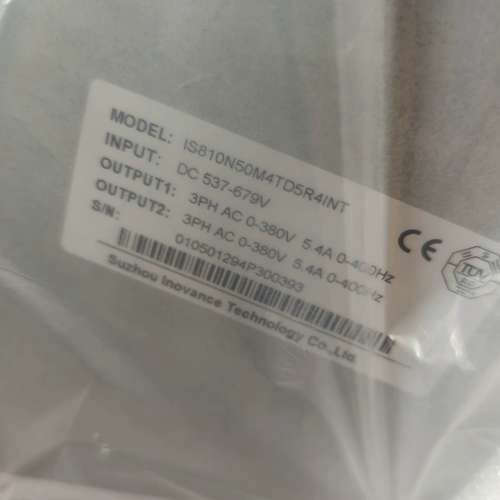 MODEL: IS810N50M4TD5R4INT
INPUT: DC 537-679V
OUTPUT1: 3PH AC 0-380V 5.4A 0-400Hz
OUTPUT2: 3PH AC 0-380V 5.4A 0-400Hz
S/N: 010501294P300393
Suzhou Inovance Technology Co.,Ltd.
CE
TUV